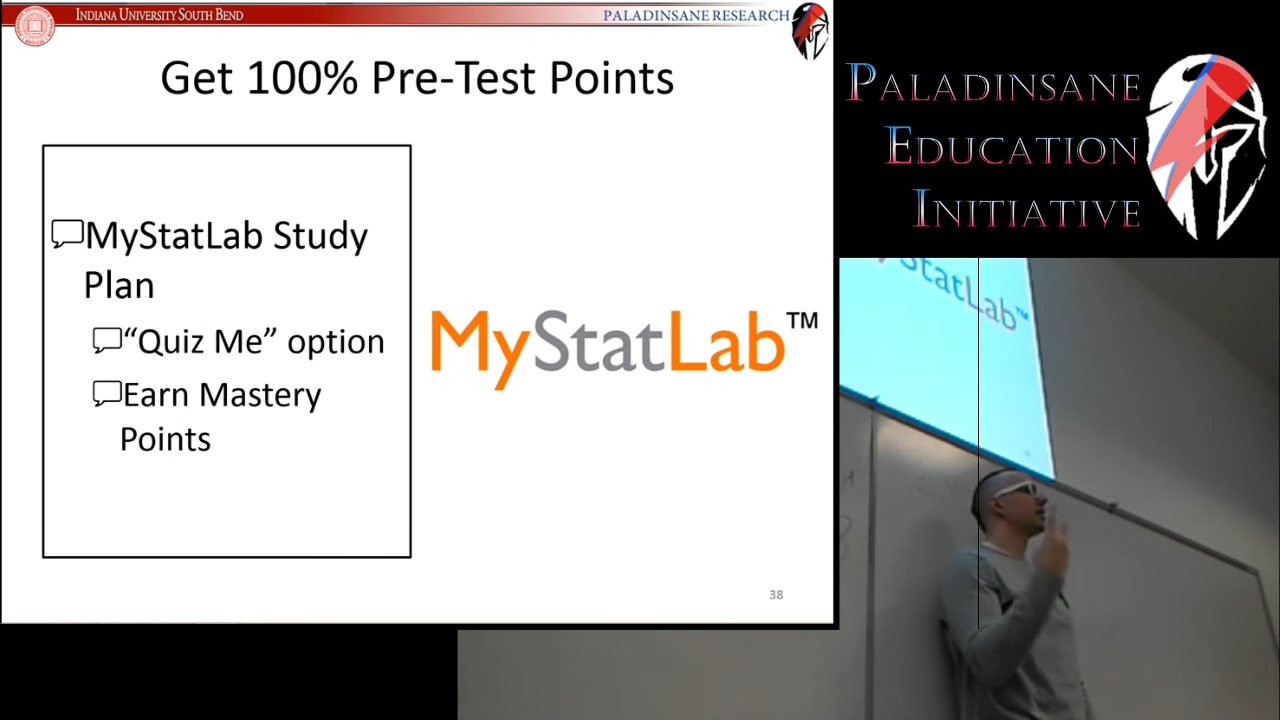 INDIANA UNIVERSITY SOUTH BEND
PALADINSANE RESEARCH
Get 100% Pre-Test Points
MyStatLab Study
Plan
“Quiz Me” option
Earn Mastery
Points
MyStatLab™
38
PALADINSANE
EDUCATION
INITIATIVE
yStatLab™